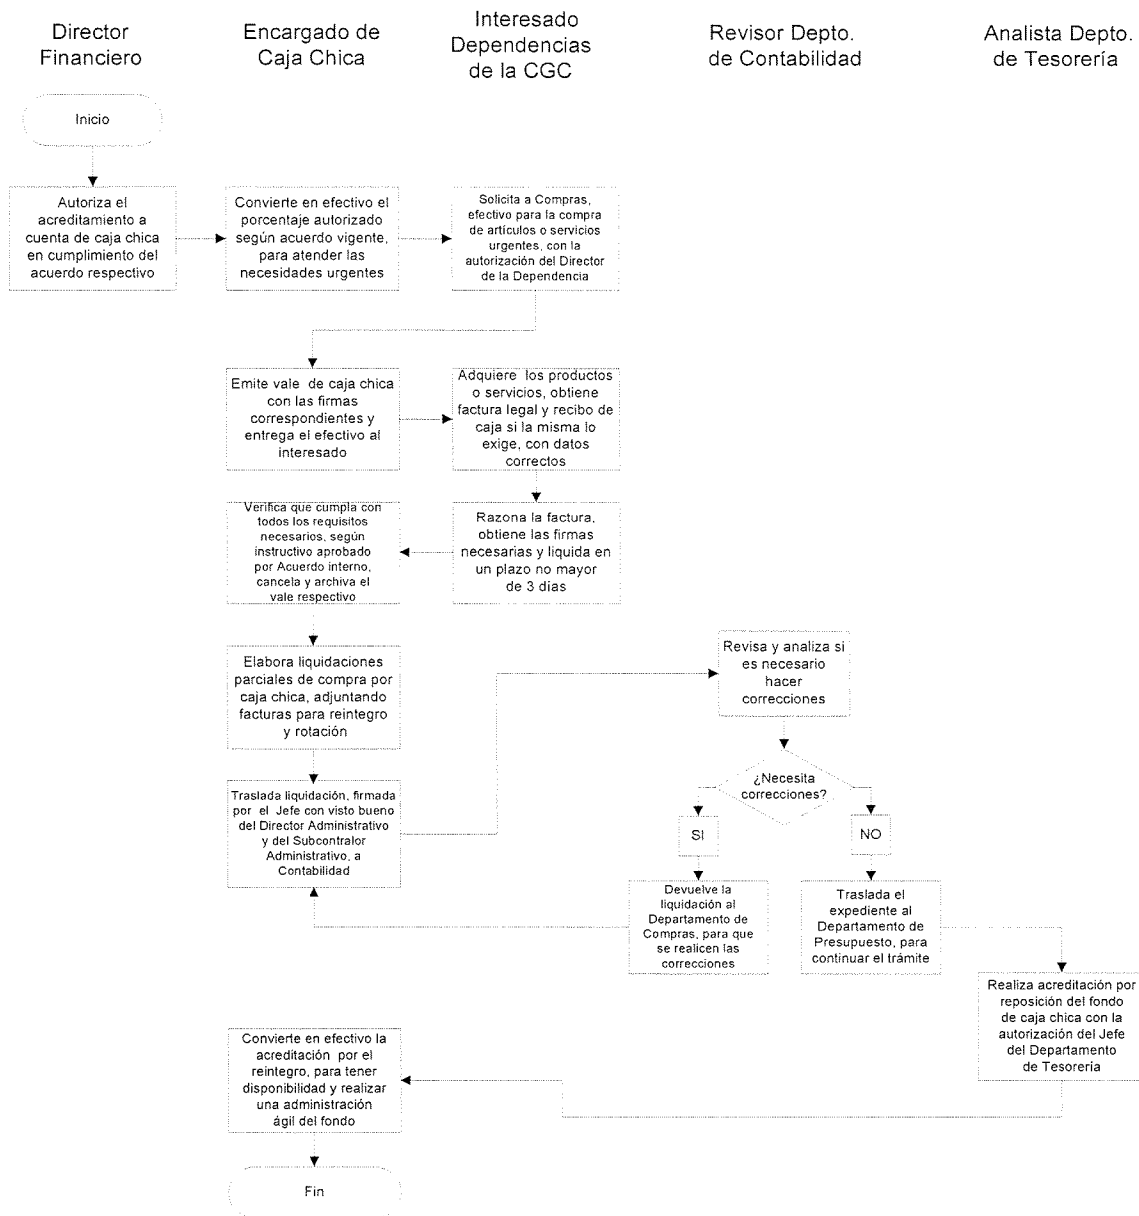 Director
Financiero
Encargado de
Caja Chica
Interesado
Dependencias
de la CGC
Revisor Depto.
de Contabilidad
Analista Depto.
de Tesorería
Inicio
Autoriza el
acreditamiento a
cuenta de caja chica
en cumplimiento del
acuerdo respectivo
Convierte en efectivo el
porcentaje autorizado
según acuerdo vigente,
para atender las
necesidades urgentes
Solicita a Compras,
efectivo para la compra
de artículos o servicios
urgentes, con la
autorización del Director
de la Dependencia
Emite vale de caja chica
con las firmas
correspondientes y
entrega el efectivo al
interesado
Adquiere los productos
o servicios, obtiene
factura legal y recibo de
caja si la misma lo
exige, con datos
correctos
Razona la factura,
obtiene las firmas
necesarias y liquida en
un plazo no mayor
de 3 días
Verifica que cumpla con
todos los requisitos
necesarios, según
instructivo aprobado
por Acuerdo interno,
cancela y archiva el
vale respectivo
Elabora liquidaciones
parciales de compra por
caja chica, adjuntando
facturas para reintegro
y rotación
Traslada liquidación, firmada
por el Jefe con visto bueno
del Director Administrativo
y del Subcontralor
Administrativo, a
Contabilidad
Revisa y analiza si
es necesario
hacer
correcciones
¿Necesita
correcciones?
SI
NO
Devuelve la
liquidación al
Departamento de
Compras, para que
se realicen las
correcciones
Traslada el
expediente al
Departamento de
Presupuesto, para
continuar el trámite
Realiza acreditación por
reposición del fondo
de caja chica con la
autorización del Jefe
del Departamento
de Tesorería
Convierte en efectivo la
acreditación por el
reintegro, para tener
disponibilidad y realizar
una administración
ágil del fondo
Fin